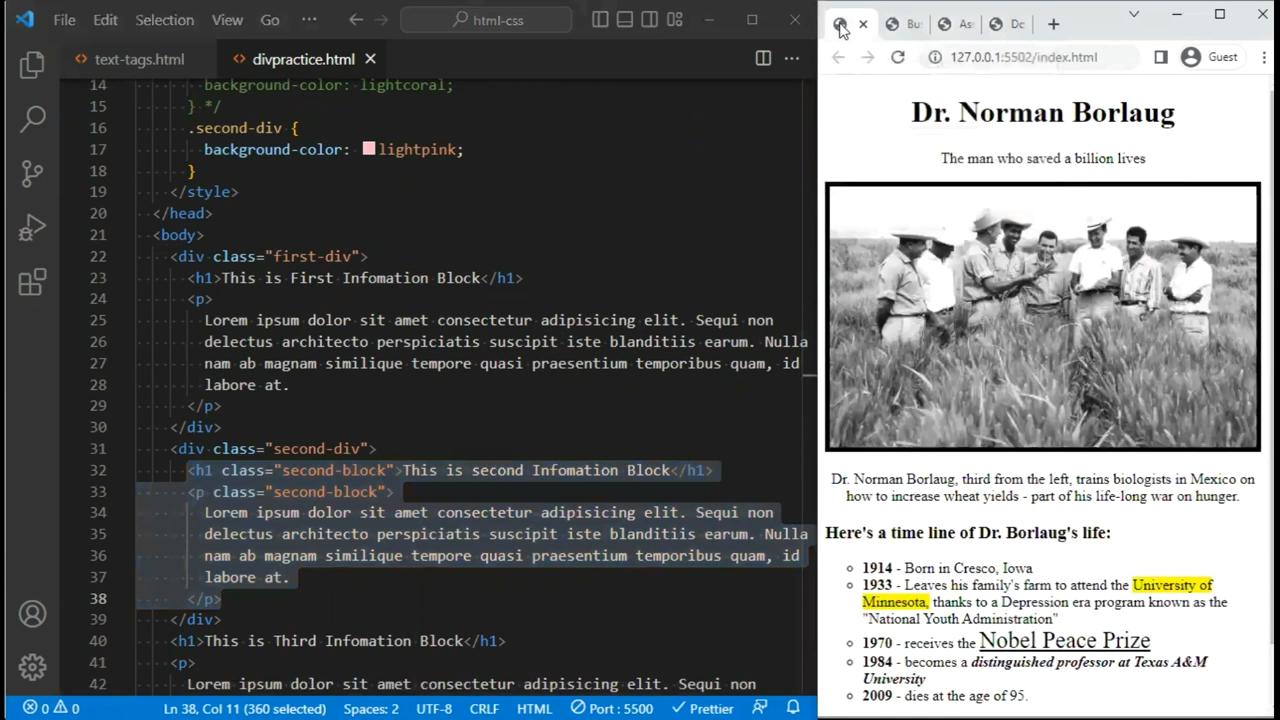 File Edit Selection View Go ··· html-css
text-tags.html divpractice.html
14 background-color: lightcoral;
15 } */
16 .second-div {
17 background-color: lightpink;
18 }
19 </style>
20 </head>
21 <body>
22 <div class="first-div">
23 <h1>This is First Infomation Block</h1>
24 <p>
25 Lorem ipsum dolor sit amet consectetur adipisicing elit. Sequi non
26 delectus architecto perspiciatis suscipit iste blanditiis earum. Nulla
27 nam ab magnam similique tempore quasi praesentium temporibus quam, id
28 labore at.
29 </p>
30 </div>
31 <div class="second-div">
32 <h1 class="second-block">This is second Infomation Block</h1>
33 <p class="second-block">
34 Lorem ipsum dolor sit amet consectetur adipisicing elit. Sequi non
35 delectus architecto perspiciatis suscipit iste blanditiis earum. Nulla
36 nam ab magnam similique tempore quasi praesentium temporibus quam, id
37 labore at.
38 </p>
39 </div>
40 <h1>This is Third Infomation Block</h1>
41 <p>
42 Lorem ipsum dolor sit amet consectetur adipisicing elit. Sequi non
0 0 Ln 38, Col 11 (360 selected) Spaces: 2 UTF-8 CRLF HTML Port : 5500 Prettier
Bu As Dc
127.0.0.1:5502/index.html Guest
Dr. Norman Borlaug
The man who saved a billion lives
Dr. Norman Borlaug, third from the left, trains biologists in Mexico on
how to increase wheat yields - part of his life-long war on hunger.
Here's a time line of Dr. Borlaug's life:
1914 - Born in Cresco, Iowa
1933 - Leaves his family's farm to attend the University of
Minnesota, thanks to a Depression era program known as the
"National Youth Administration"
1970 - receives the Nobel Peace Prize
1984 - becomes a distinguished professor at Texas A&M
University
2009 - dies at the age of 95.